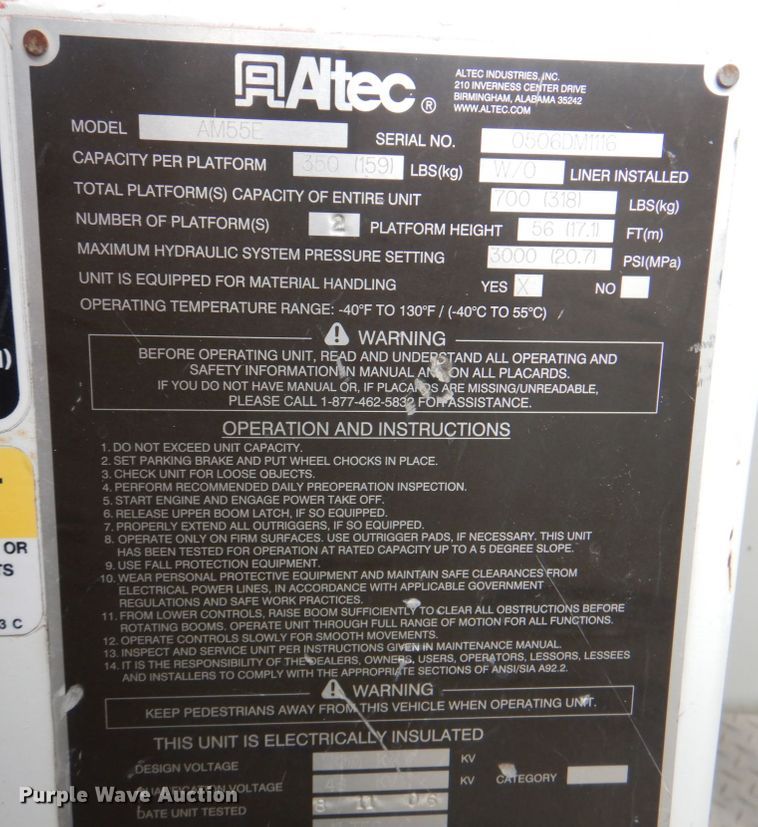 Altec ®
ALTEC INDUSTRIES, INC.
210 INVERNESS CENTER DRIVE
BIRMINGHAM, ALABAMA 35242
WWW.ALTEC.COM
MODEL AM55E SERIAL NO. 0506DM1116
CAPACITY PER PLATFORM 350 (159) LBS(kg) W/O LINER INSTALLED
TOTAL PLATFORM(S) CAPACITY OF ENTIRE UNIT 700 (318) LBS(kg)
NUMBER OF PLATFORM(S) 2 PLATFORM HEIGHT 56 (17.1) FT(m)
MAXIMUM HYDRAULIC SYSTEM PRESSURE SETTING 3000 (20.7) PSI(MPa)
UNIT IS EQUIPPED FOR MATERIAL HANDLING YES X NO
OPERATING TEMPERATURE RANGE: -40°F TO 130°F / (-40°C TO 55°C)
WARNING
BEFORE OPERATING UNIT, READ AND UNDERSTAND ALL OPERATING AND
SAFETY INFORMATION IN MANUAL AND ON ALL PLACARDS.
IF YOU DO NOT HAVE MANUAL OR, IF PLACARDS ARE MISSING/UNREADABLE,
PLEASE CALL 1-877-462-5832 FOR ASSISTANCE.
OPERATION AND INSTRUCTIONS
1. DO NOT EXCEED UNIT CAPACITY.
2. SET PARKING BRAKE AND PUT WHEEL CHOCKS IN PLACE.
3. CHECK UNIT FOR LOOSE OBJECTS.
4. PERFORM RECOMMENDED DAILY PREOPERATION INSPECTION.
5. START ENGINE AND ENGAGE POWER TAKE OFF.
6. RELEASE UPPER BOOM LATCH, IF SO EQUIPPED.
7. PROPERLY EXTEND ALL OUTRIGGERS, IF SO EQUIPPED.
8. OPERATE ONLY ON FIRM SURFACES. USE OUTRIGGER PADS, IF NECESSARY. THIS UNIT
HAS BEEN TESTED FOR OPERATION AT RATED CAPACITY UP TO A 5 DEGREE SLOPE.
9. USE FALL PROTECTION EQUIPMENT.
10. WEAR PERSONAL PROTECTIVE EQUIPMENT AND MAINTAIN SAFE CLEARANCES FROM
ELECTRICAL POWER LINES, IN ACCORDANCE WITH APPLICABLE GOVERNMENT
REGULATIONS AND SAFE WORK PRACTICES.
11. FROM LOWER CONTROLS, RAISE BOOM SUFFICIENTLY TO CLEAR ALL OBSTRUCTIONS BEFORE
ROTATING BOOMS. OPERATE UNIT THROUGH FULL RANGE OF MOTION FOR ALL FUNCTIONS.
12. OPERATE CONTROLS SLOWLY FOR SMOOTH MOVEMENTS.
13. INSPECT AND SERVICE UNIT PER INSTRUCTIONS GIVEN IN MAINTENANCE MANUAL.
14. IT IS THE RESPONSIBILITY OF THE DEALERS, OWNERS, USERS, OPERATORS, LESSORS, LESSEES
AND INSTALLERS TO COMPLY WITH THE APPROPRIATE SECTIONS OF ANSI/SIA A92.2.
WARNING
KEEP PEDESTRIANS AWAY FROM THIS VEHICLE WHEN OPERATING UNIT.
THIS UNIT IS ELECTRICALLY INSULATED
DESIGN VOLTAGE KV
QUALIFICATION VOLTAGE KV CATEGORY
DATE UNIT TESTED 8 11 06
OR
TS
3 C
Purple Wave Auction